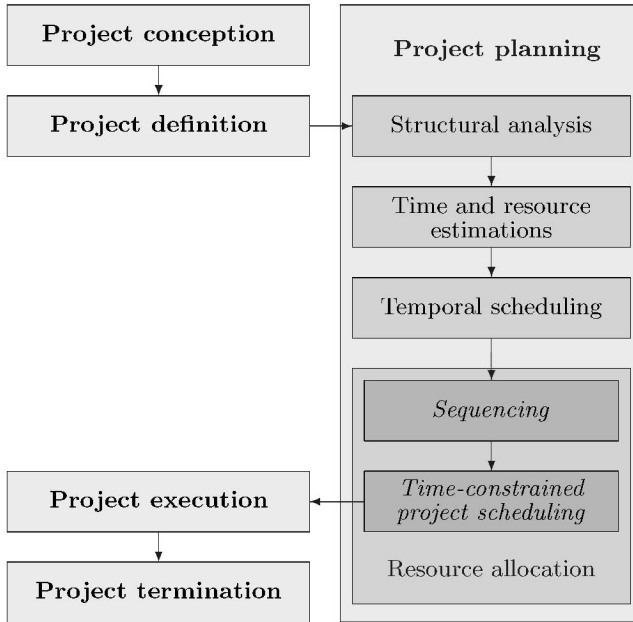 Project conception
Project definition
Project planning
Structural analysis
Time and resource
estimations
Temporal scheduling
Sequencing
Time-constrained
project scheduling
Resource allocation
Project execution
Project termination